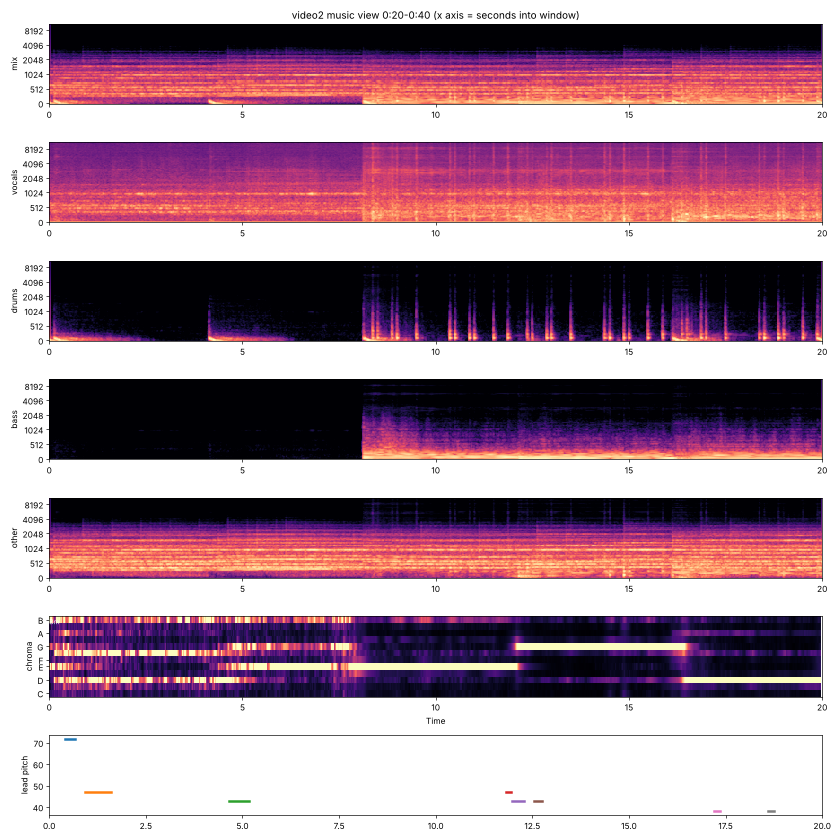 video2 music view 0:20-0:40 (x axis = seconds into window)
mix
8192
4096
2048
1024
512
0
0 5 10 15 20
vocals
8192
4096
2048
1024
512
0
0 5 10 15 20
drums
8192
4096
2048
1024
512
0
0 5 10 15 20
bass
8192
4096
2048
1024
512
0
0 5 10 15 20
other
8192
4096
2048
1024
512
0
0 5 10 15 20
chroma
B
A
G
F
E
D
C
0 5 10 15 20
Time
lead pitch
70
60
50
40
0.0 2.5 5.0 7.5 10.0 12.5 15.0 17.5 20.0